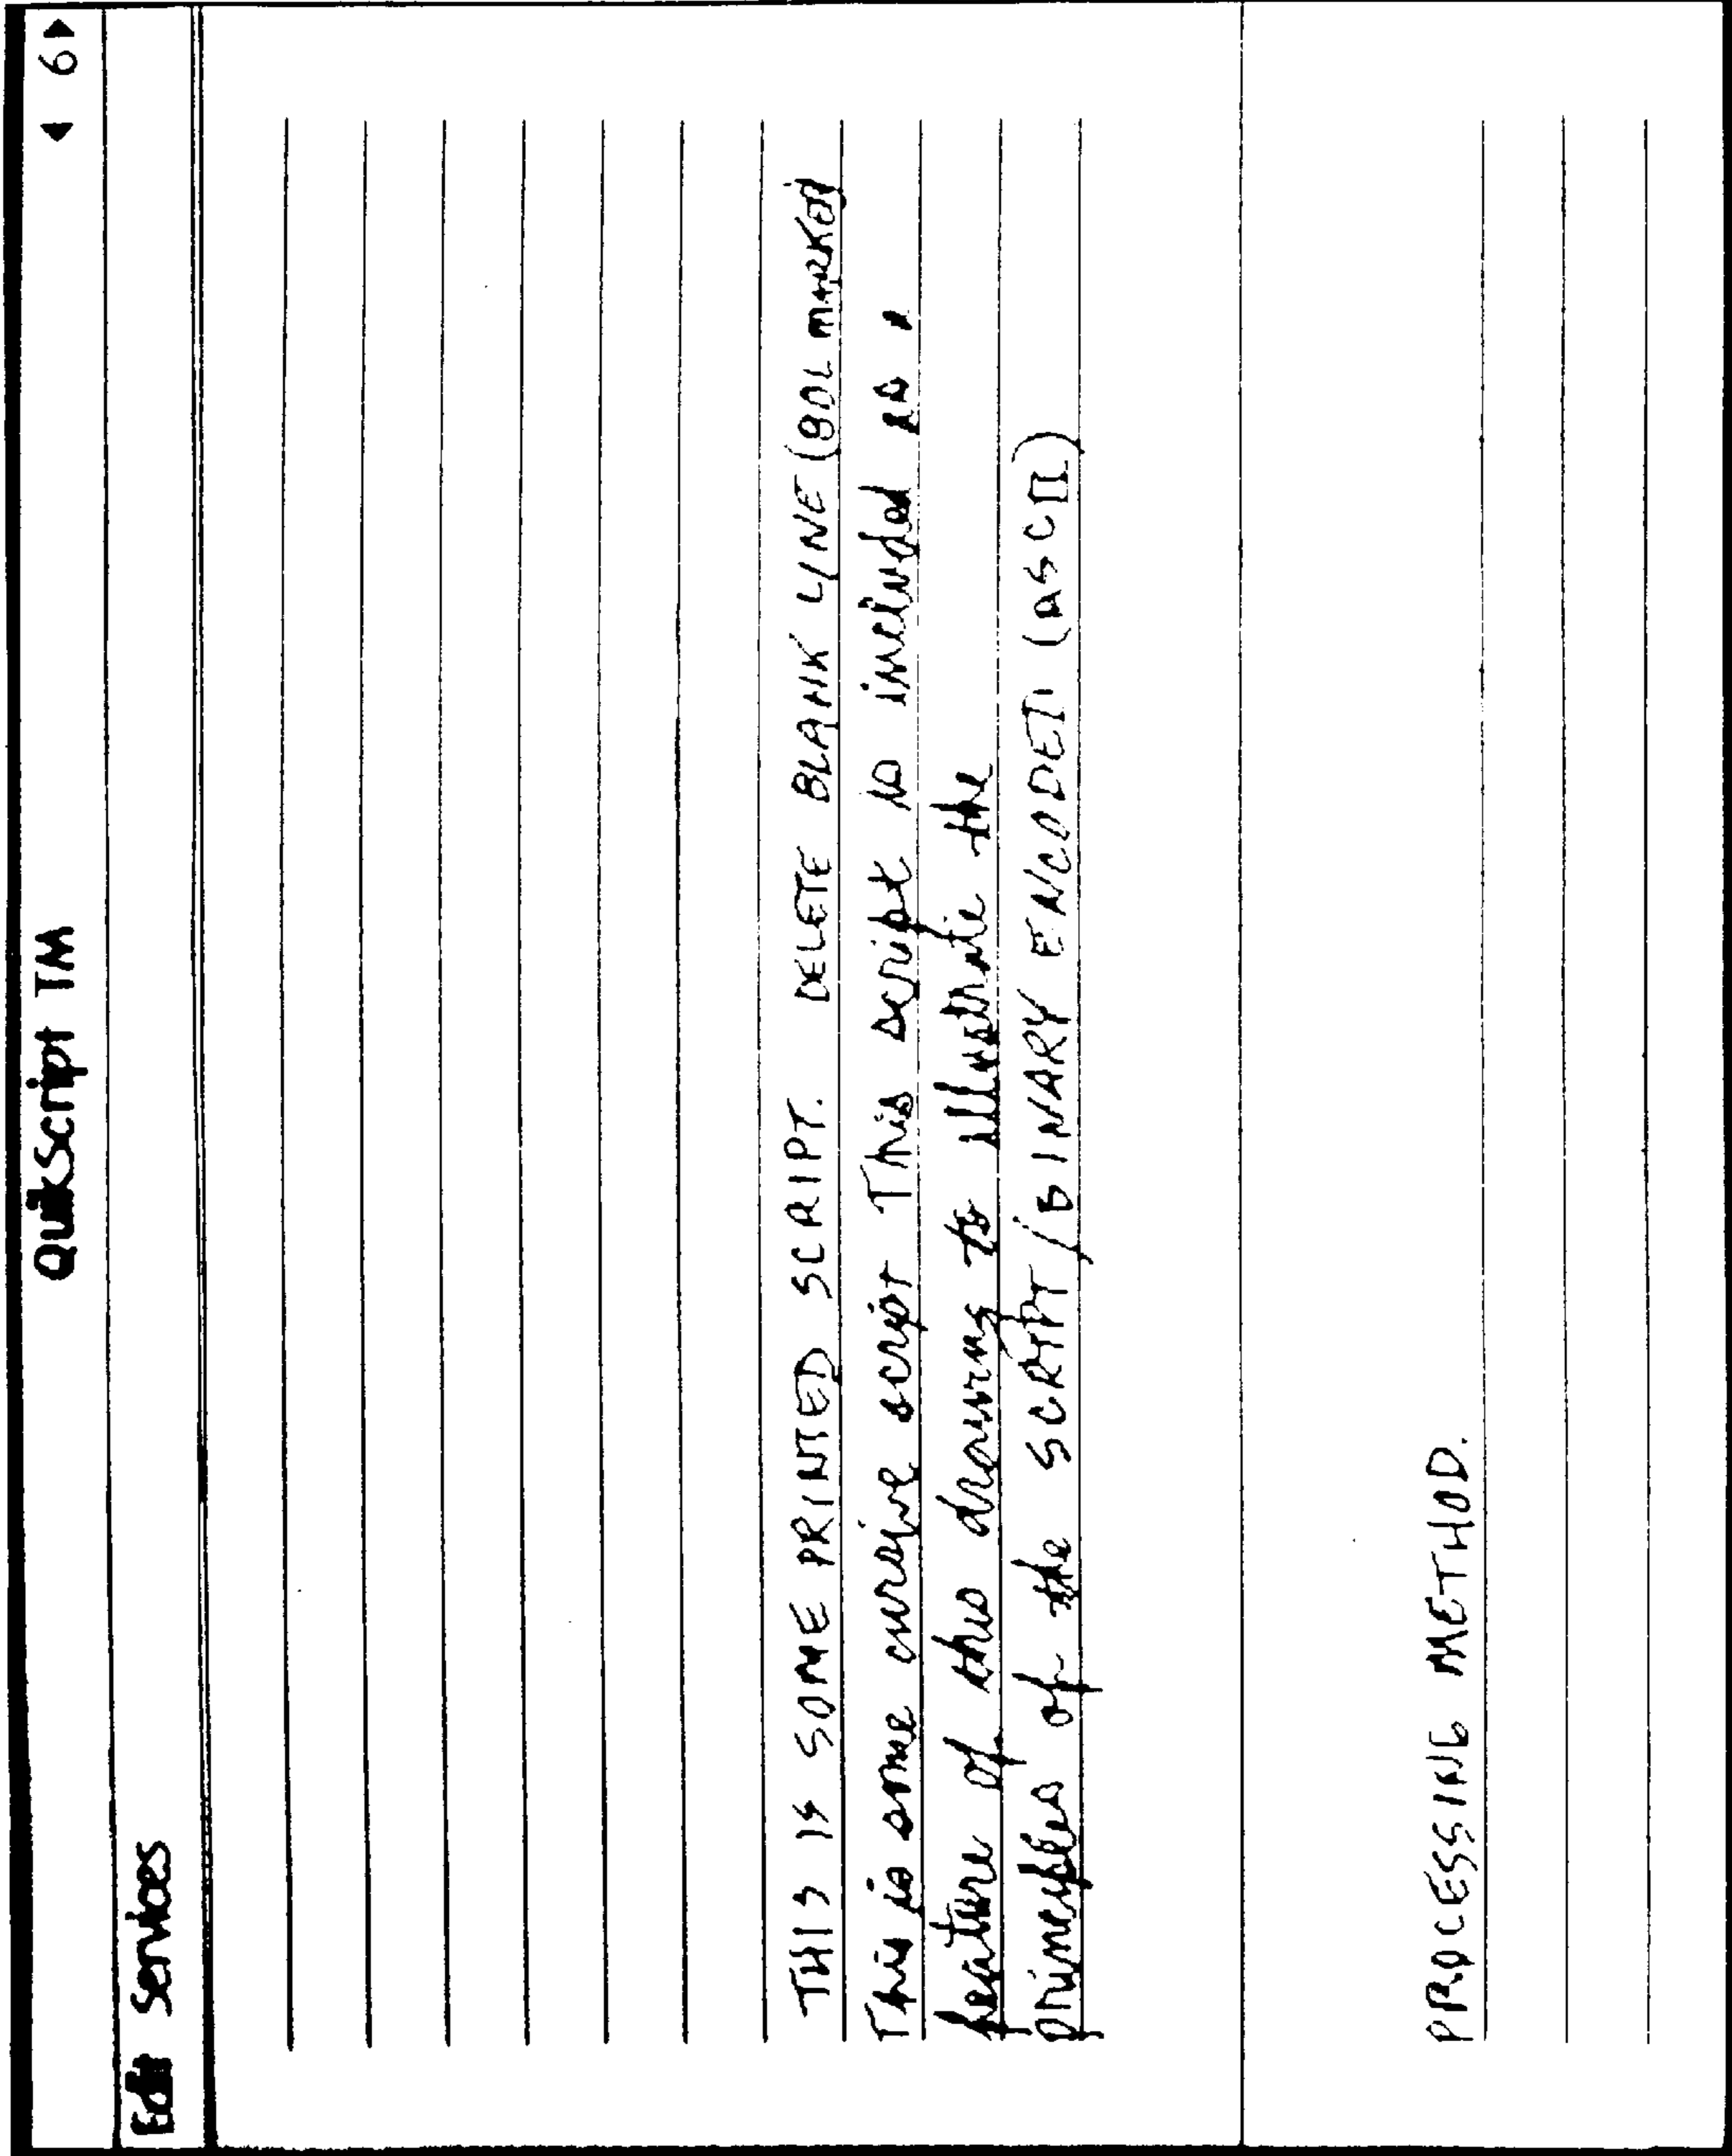 QuikScript TM ◀ 6 ▶
Edit Services
THIS IS SOME PRINTED SCRIPT. DELETE BLANK LINE (BOL MARKED
This is some cursive script This script is included as
feature of this drawing to illustrate the
principles of the SCRIPT/BINARY ENCODED (ASCII)
PROCESSING METHOD.